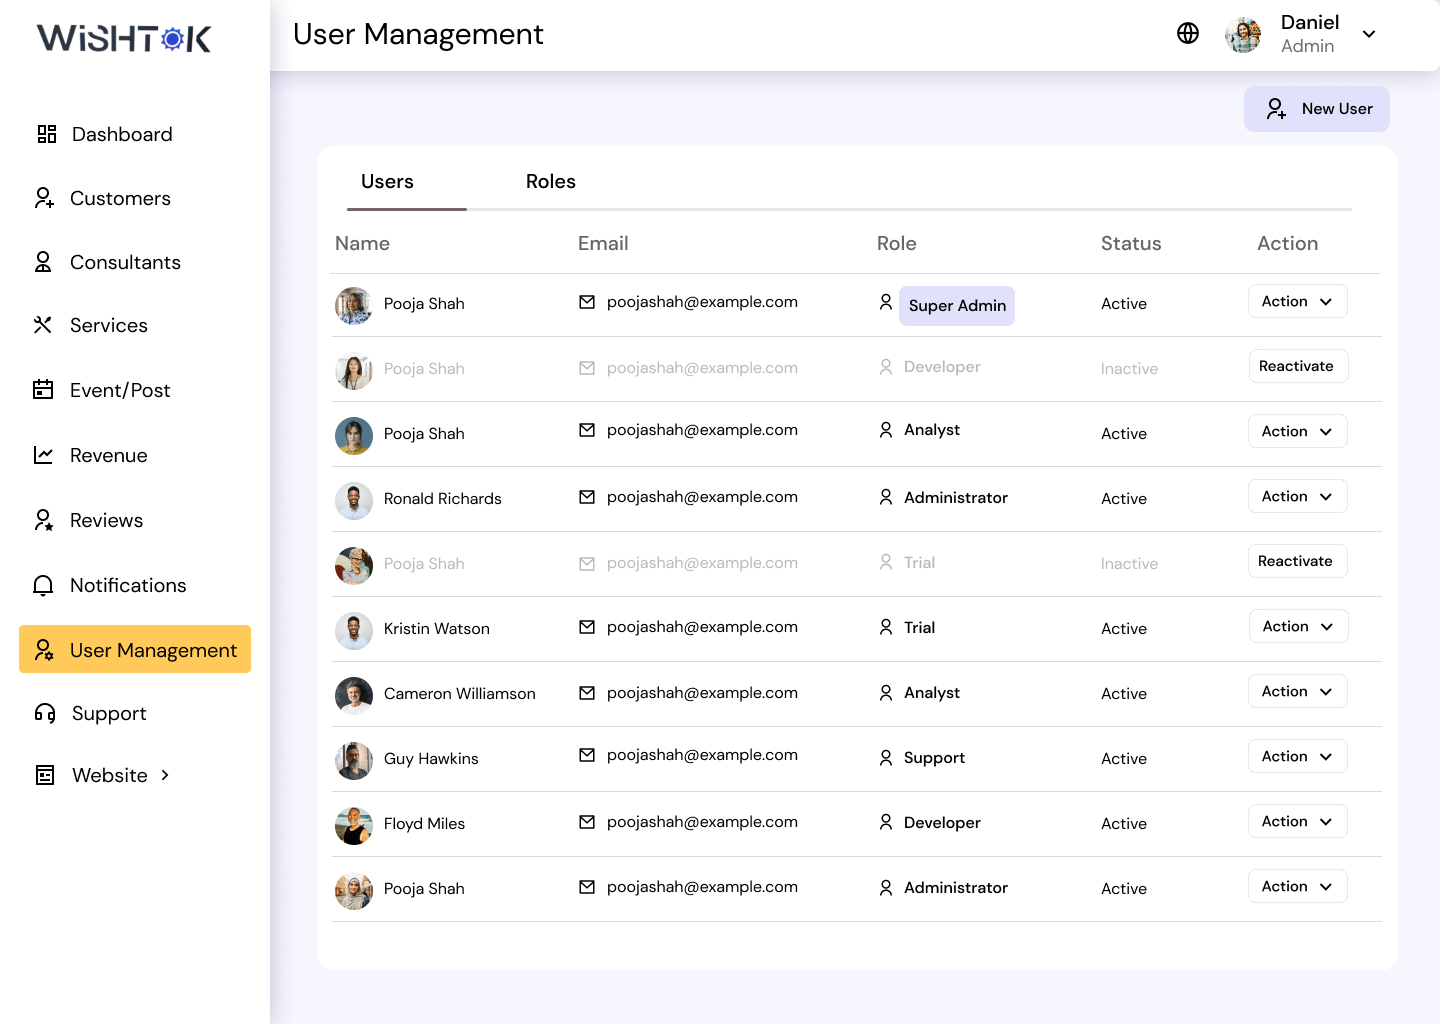 WiSHTOK
User Management
Daniel
Admin
New User
Dashboard
Customers
Consultants
Services
Event/Post
Revenue
Reviews
Notifications
User Management
Support
Website
Users Roles
Name Email Role Status Action
Pooja Shah poojashah@example.com Super Admin Active Action
Pooja Shah poojashah@example.com Developer Inactive Reactivate
Pooja Shah poojashah@example.com Analyst Active Action
Ronald Richards poojashah@example.com Administrator Active Action
Pooja Shah poojashah@example.com Trial Inactive Reactivate
Kristin Watson poojashah@example.com Trial Active Action
Cameron Williamson poojashah@example.com Analyst Active Action
Guy Hawkins poojashah@example.com Support Active Action
Floyd Miles poojashah@example.com Developer Active Action
Pooja Shah poojashah@example.com Administrator Active Action